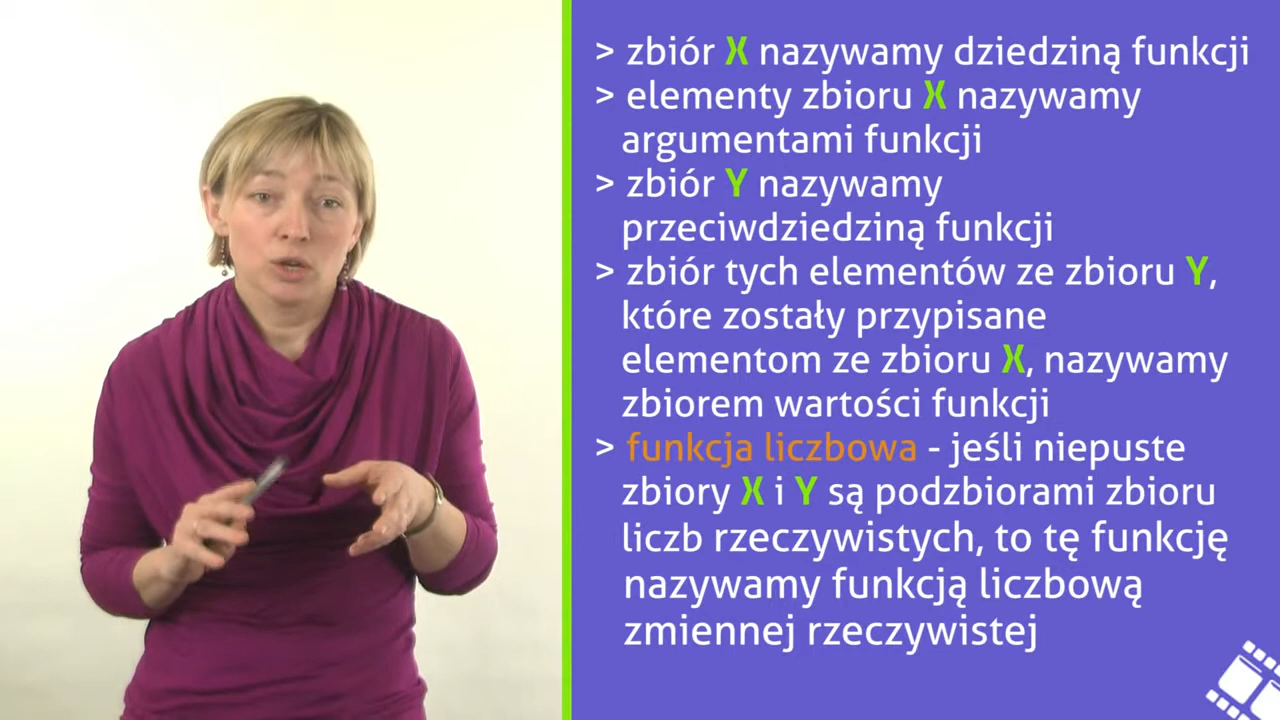 > zbiór X nazywamy dziedziną funkcji
> elementy zbioru X nazywamy
argumentami funkcji
> zbiór Y nazywamy
przeciwdziedziną funkcji
> zbiór tych elementów ze zbioru Y,
które zostały przypisane
elementom ze zbioru X, nazywamy
zbiorem wartości funkcji
> funkcja liczbowa - jeśli niepuste
zbiory X i Y są podzbiorami zbioru
liczb rzeczywistych, to tę funkcję
nazywamy funkcją liczbową
zmiennej rzeczywistej